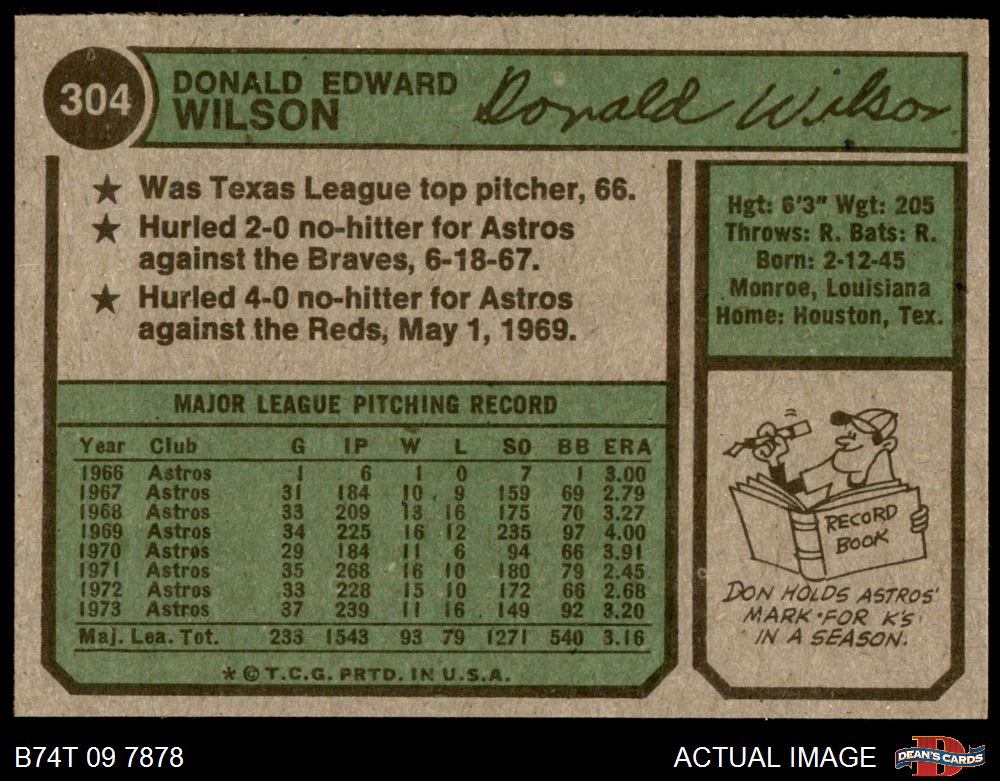 304
DONALD EDWARD
WILSON
Donald Wilson
★ Was Texas League top pitcher, 66.
★ Hurled 2-0 no-hitter for Astros
against the Braves, 6-18-67.
★ Hurled 4-0 no-hitter for Astros
against the Reds, May 1, 1969.
Hgt: 6'3" Wgt: 205
Throws: R. Bats: R.
Born: 2-12-45
Monroe, Louisiana
Home: Houston, Tex.
MAJOR LEAGUE PITCHING RECORD
Year Club G IP W L SO BB ERA
1966 Astros 1 6 1 0 7 1 3.00
1967 Astros 31 184 10 9 159 69 2.79
1968 Astros 33 209 13 16 175 70 3.27
1969 Astros 34 225 16 12 235 97 4.00
1970 Astros 29 184 11 6 94 66 3.91
1971 Astros 35 268 16 10 180 79 2.45
1972 Astros 33 228 15 10 172 66 2.68
1973 Astros 37 239 11 16 149 92 3.20
Maj. Lea. Tot. 233 1543 93 79 1271 540 3.16
* © T.C.G. PRTD. IN U.S.A.
RECORD
BOOK
DON HOLDS ASTROS'
MARK FOR K'S
IN A SEASON.
B74T 09 7878
ACTUAL IMAGE
DEAN'S CARDS